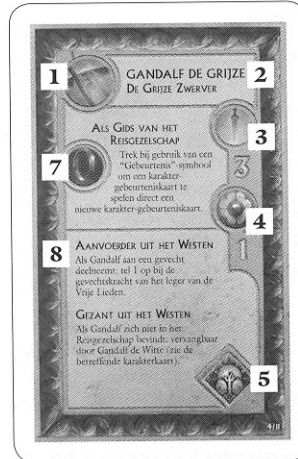 1
GANDALF DE GRIJZE
2
DE GRIJZE ZWERVER
3
ALS GIDS VAN HET
REISGEZELSCHAP
7
Trek bij gebruik van een
"Gebeurtenis"-symbool
om een karakter-
gebeurteniskaart te
spelen direct een
nieuwe karakter-gebeurteniskaart.
3
4
1
8
AANVOERDER UIT HET WESTEN
Als Gandalf aan een gevecht
deelneemt: tel 1 op bij de
gevechtskracht van het leger van de
Vrije Lieden.
GEZANT UIT HET WESTEN
Als Gandalf zich niet in het
Reisgezelschap bevindt: vervangbaar
door Gandalf de Witte (zie de
betreffende karakterkaart).
5
4/11